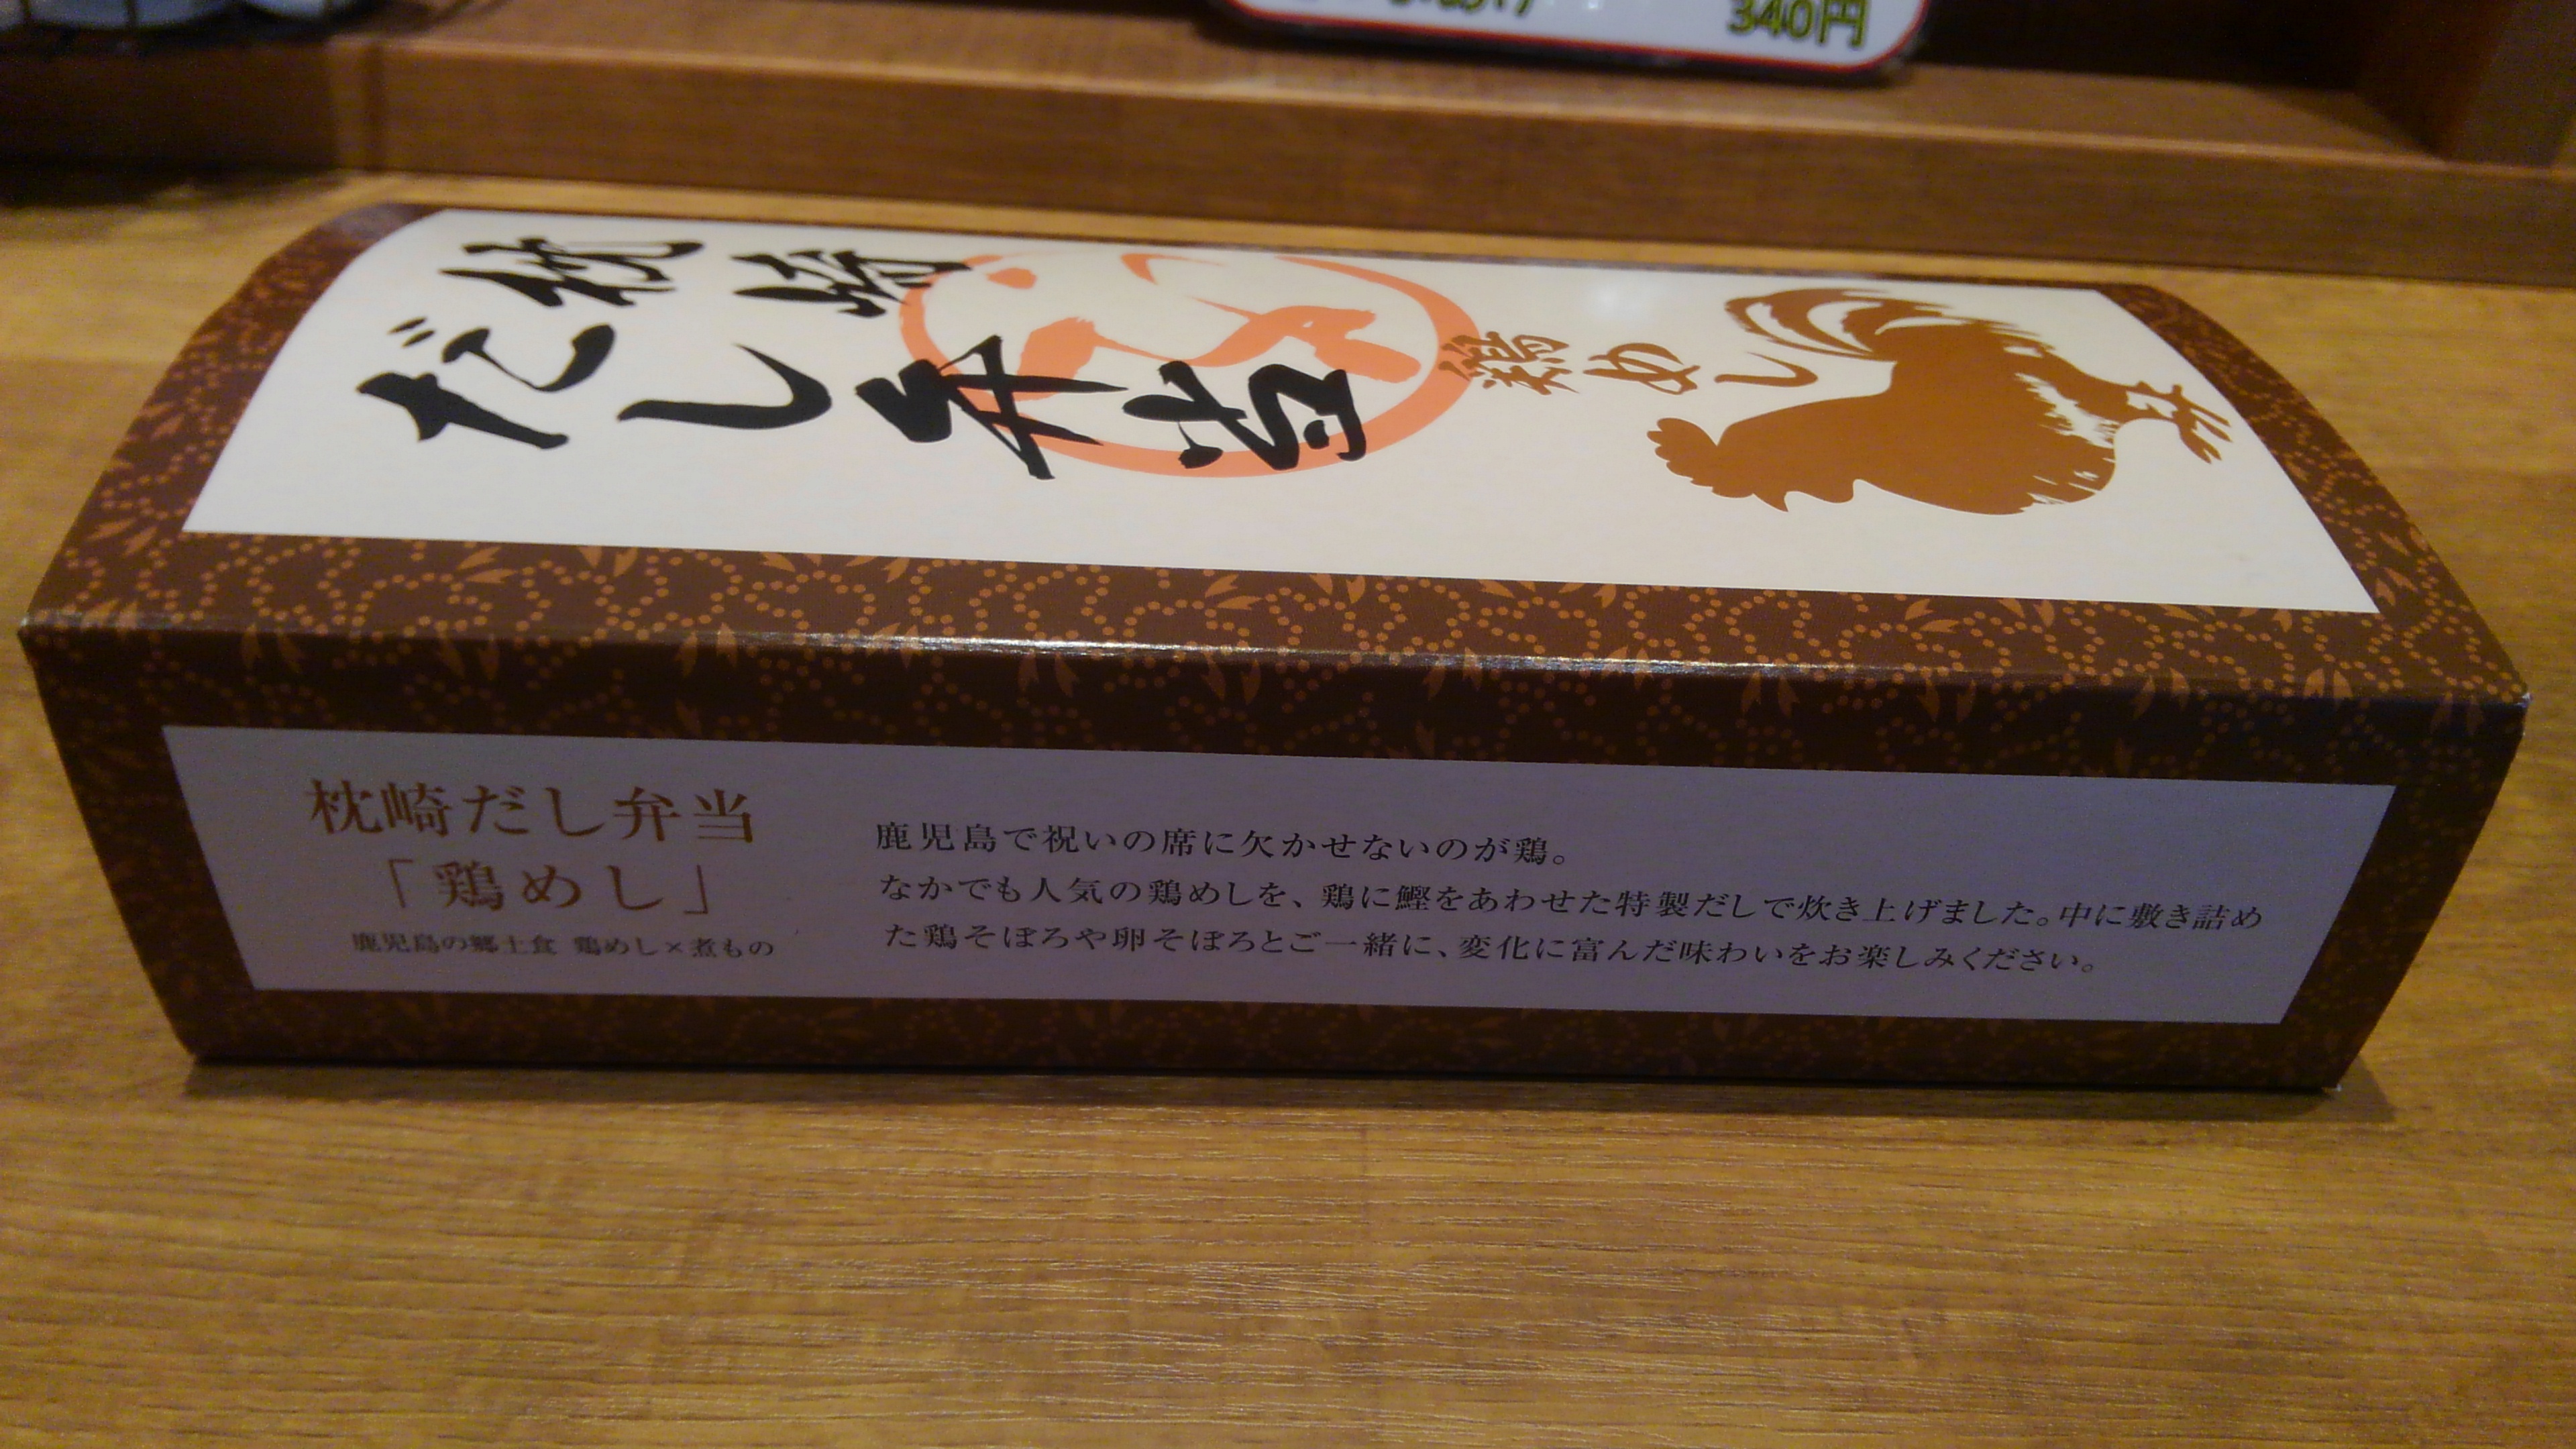 340円
枕崎
だし弁当
鶏めし
枕崎だし弁当
「鶏めし」
鹿児島の郷土食 鶏めし×煮もの
鹿児島で祝いの席に欠かせないのが鶏。
なかでも人気の鶏めしを、鶏に鰹をあわせた特製だしで炊き上げました。中に敷き詰め
た鶏そぼろや卵そぼろとご一緒に、変化に富んだ味わいをお楽しみください。